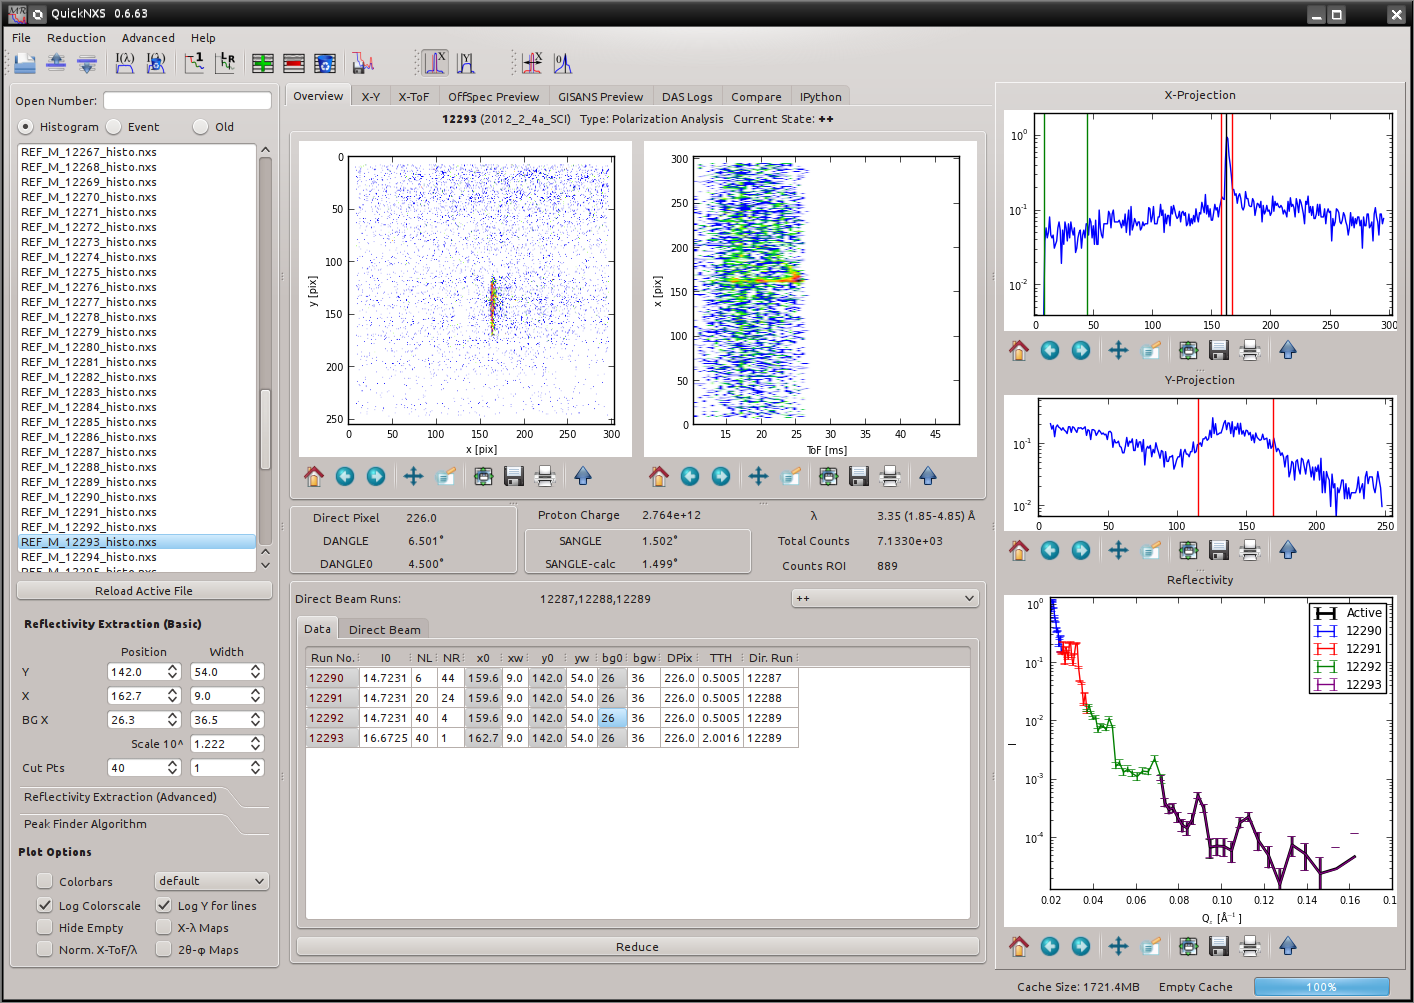 QuickNXS 0.6.63
File Reduction Advanced Help
Open Number:
Histogram Event Old
REF_M_12267_histo.nxs
REF_M_12268_histo.nxs
REF_M_12269_histo.nxs
REF_M_12270_histo.nxs
REF_M_12271_histo.nxs
REF_M_12272_histo.nxs
REF_M_12273_histo.nxs
REF_M_12274_histo.nxs
REF_M_12275_histo.nxs
REF_M_12276_histo.nxs
REF_M_12277_histo.nxs
REF_M_12278_histo.nxs
REF_M_12279_histo.nxs
REF_M_12280_histo.nxs
REF_M_12281_histo.nxs
REF_M_12282_histo.nxs
REF_M_12283_histo.nxs
REF_M_12284_histo.nxs
REF_M_12285_histo.nxs
REF_M_12286_histo.nxs
REF_M_12287_histo.nxs
REF_M_12288_histo.nxs
REF_M_12289_histo.nxs
REF_M_12290_histo.nxs
REF_M_12291_histo.nxs
REF_M_12292_histo.nxs
REF_M_12293_histo.nxs
REF_M_12294_histo.nxs
REF_M_12295_histo.nxs
Reload Active File
Reflectivity Extraction (Basic)
Position Width
Y 142.0 54.0
X 162.7 9.0
BG X 26.3 36.5
Scale 10^ 1.222
Cut Pts 40 1
Reflectivity Extraction (Advanced)
Peak Finder Algorithm
Plot Options
Colorbars default
Log Colorscale Log Y for lines
Hide Empty X-λ Maps
Norm. X-ToF/λ 2θ-φ Maps
Overview X-Y X-ToF OffSpec Preview GISANS Preview DAS Logs Compare IPython
12293 (2012_2_4a_SCI) Type: Polarization Analysis Current State: ++
0
50
100
150
200
250
y [pix]
0 50 100 150 200 250 300
x [pix]
300
250
200
150
100
50
0
x [pix]
15 20 25 30 35 40 45
ToF [ms]
Direct Pixel 226.0
DANGLE 6.501°
DANGLE0 4.500°
Proton Charge 2.764e+12
SANGLE 1.502°
SANGLE-calc 1.499°
λ 3.35 (1.85-4.85) Å
Total Counts 7.1330e+03
Counts ROI 889
Direct Beam Runs: 12287,12288,12289 ++
Data Direct Beam
Run No. I0 NL NR x0 xw y0 yw bg0 bgw DPix TTH Dir. Run
12290 14.7231 6 44 159.6 9.0 142.0 54.0 26 36 226.0 0.5005 12287
12291 14.7231 20 24 159.6 9.0 142.0 54.0 26 36 226.0 0.5005 12288
12292 14.7231 40 4 159.6 9.0 142.0 54.0 26 36 226.0 0.5005 12289
12293 16.6725 40 1 162.7 9.0 142.0 54.0 26 36 226.0 2.0016 12289
Reduce
X-Projection
10⁰
10⁻¹
10⁻²
0 50 100 150 200 250 300
Y-Projection
10⁻¹
10⁻²
0 50 100 150 200 250
Reflectivity
10⁰
10⁻¹
10⁻²
10⁻³
10⁻⁴
I
Active
12290
12291
12292
12293
0.02 0.04 0.06 0.08 0.10 0.12 0.14 0.16 0.1
Q_z [Å⁻¹]
Cache Size: 1721.4MB Empty Cache 100%